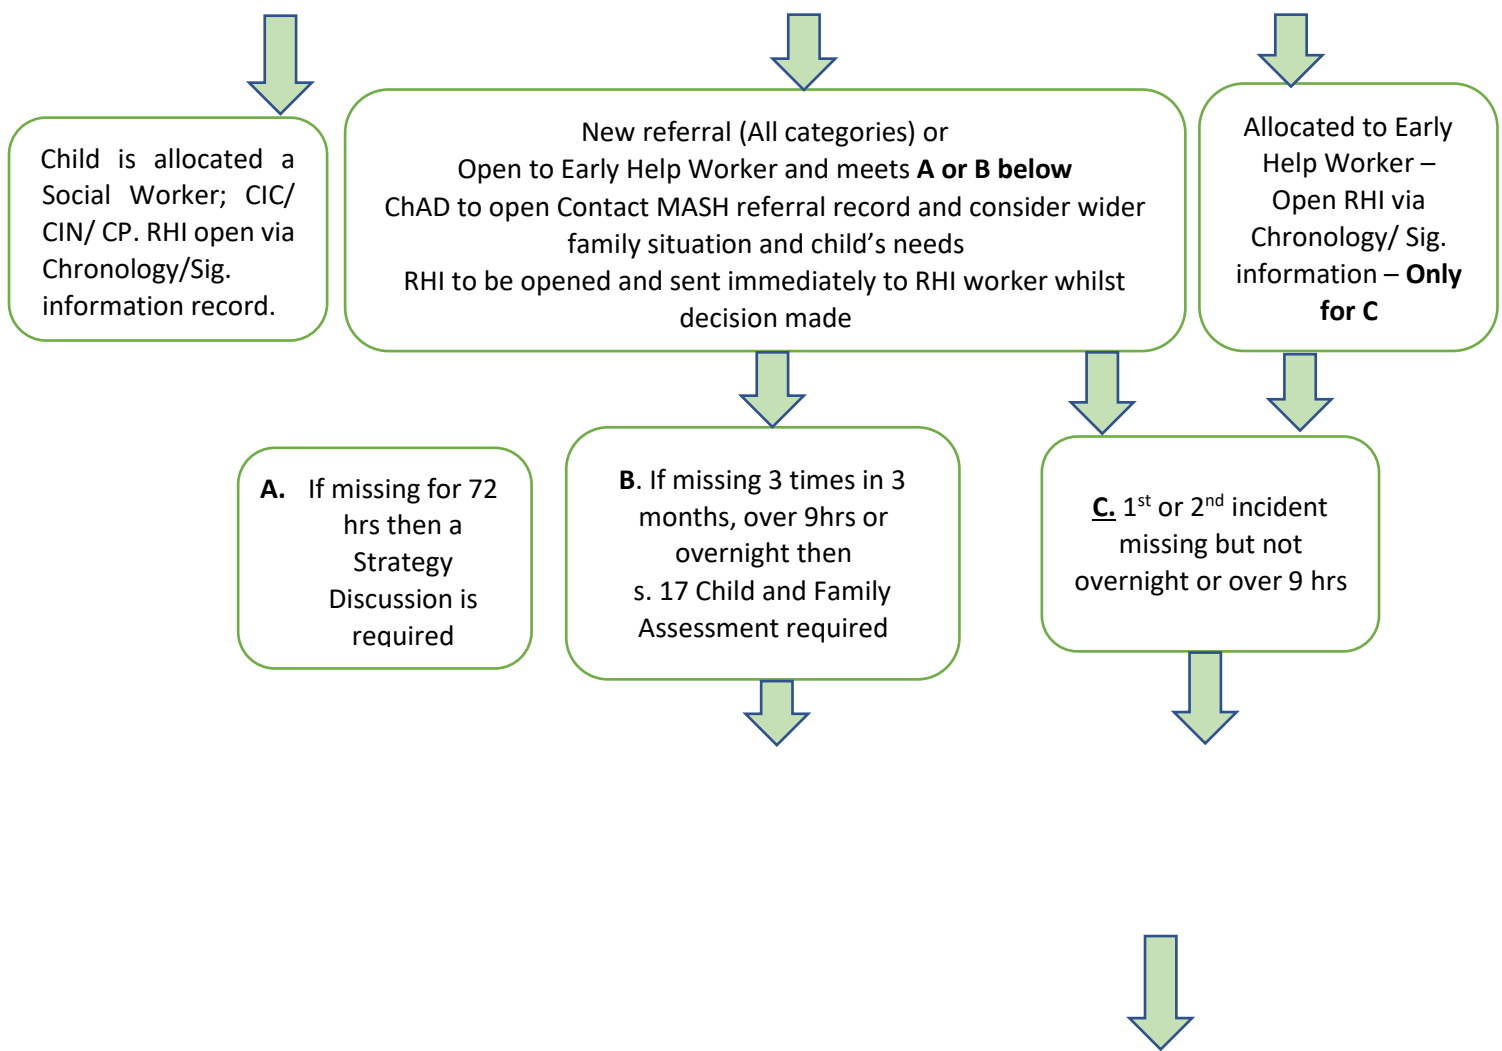 Child is allocated a
Social Worker; CIC/
CIN/ CP. RHI open via
Chronology/Sig.
information record.
New referral (All categories) or
Open to Early Help Worker and meets A or B below
ChAD to open Contact MASH referral record and consider wider
family situation and child’s needs
RHI to be opened and sent immediately to RHI worker whilst
decision made
Allocated to Early
Help Worker –
Open RHI via
Chronology/ Sig.
information – Only
for C
A. If missing for 72
hrs then a
Strategy
Discussion is
required
B. If missing 3 times in 3
months, over 9hrs or
overnight then
s. 17 Child and Family
Assessment required
C. 1st or 2nd incident
missing but not
overnight or over 9 hrs